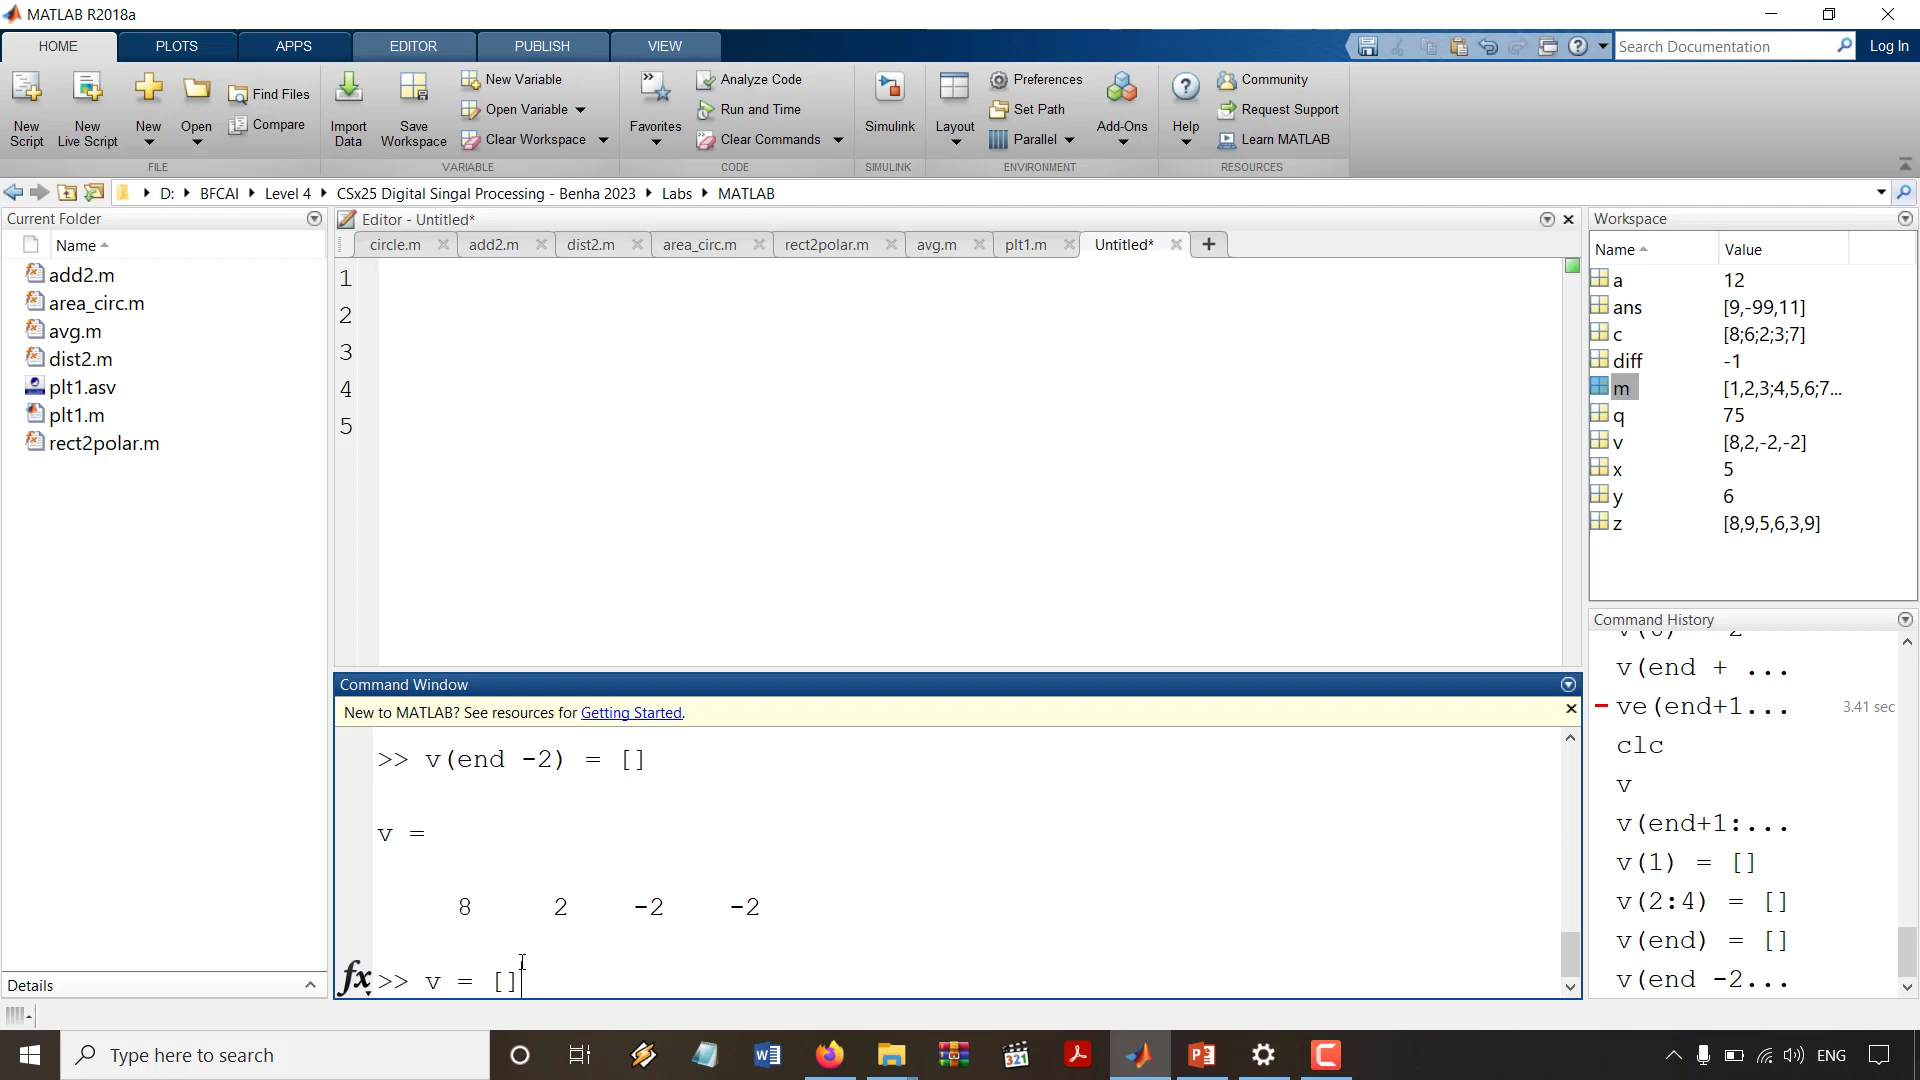 MATLAB R2018a
HOME PLOTS APPS EDITOR PUBLISH VIEW
Search Documentation
Log In
New Script
New Live Script
New
Open
Find Files
Compare
FILE
Import Data
Save Workspace
New Variable
Open Variable
Clear Workspace
VARIABLE
Favorites
Analyze Code
Run and Time
Clear Commands
CODE
Simulink
SIMULINK
Layout
Preferences
Set Path
Parallel
Add-Ons
ENVIRONMENT
Help
Community
Request Support
Learn MATLAB
RESOURCES
D: BFCAI Level 4 CSx25 Digital Singal Processing - Benha 2023 Labs MATLAB
Current Folder
Name
add2.m
area_circ.m
avg.m
dist2.m
plt1.asv
plt1.m
rect2polar.m
Details
Editor - Untitled*
circle.m add2.m dist2.m area_circ.m rect2polar.m avg.m plt1.m Untitled*
1
2
3
4
5
Command Window
New to MATLAB? See resources for Getting Started.
>> v(end -2) = []
v =
8 2 -2 -2
fx >> v = []
Workspace
Name Value
a 12
ans [9,-99,11]
c [8;6;2;3;7]
diff -1
m [1,2,3;4,5,6;7...
q 75
v [8,2,-2,-2]
x 5
y 6
z [8,9,5,6,3,9]
Command History
v(end + ...
ve(end+1... 3.41 sec
clc
v
v(end+1:...
v(1) = []
v(2:4) = []
v(end) = []
v(end -2...
Type here to search
ENG